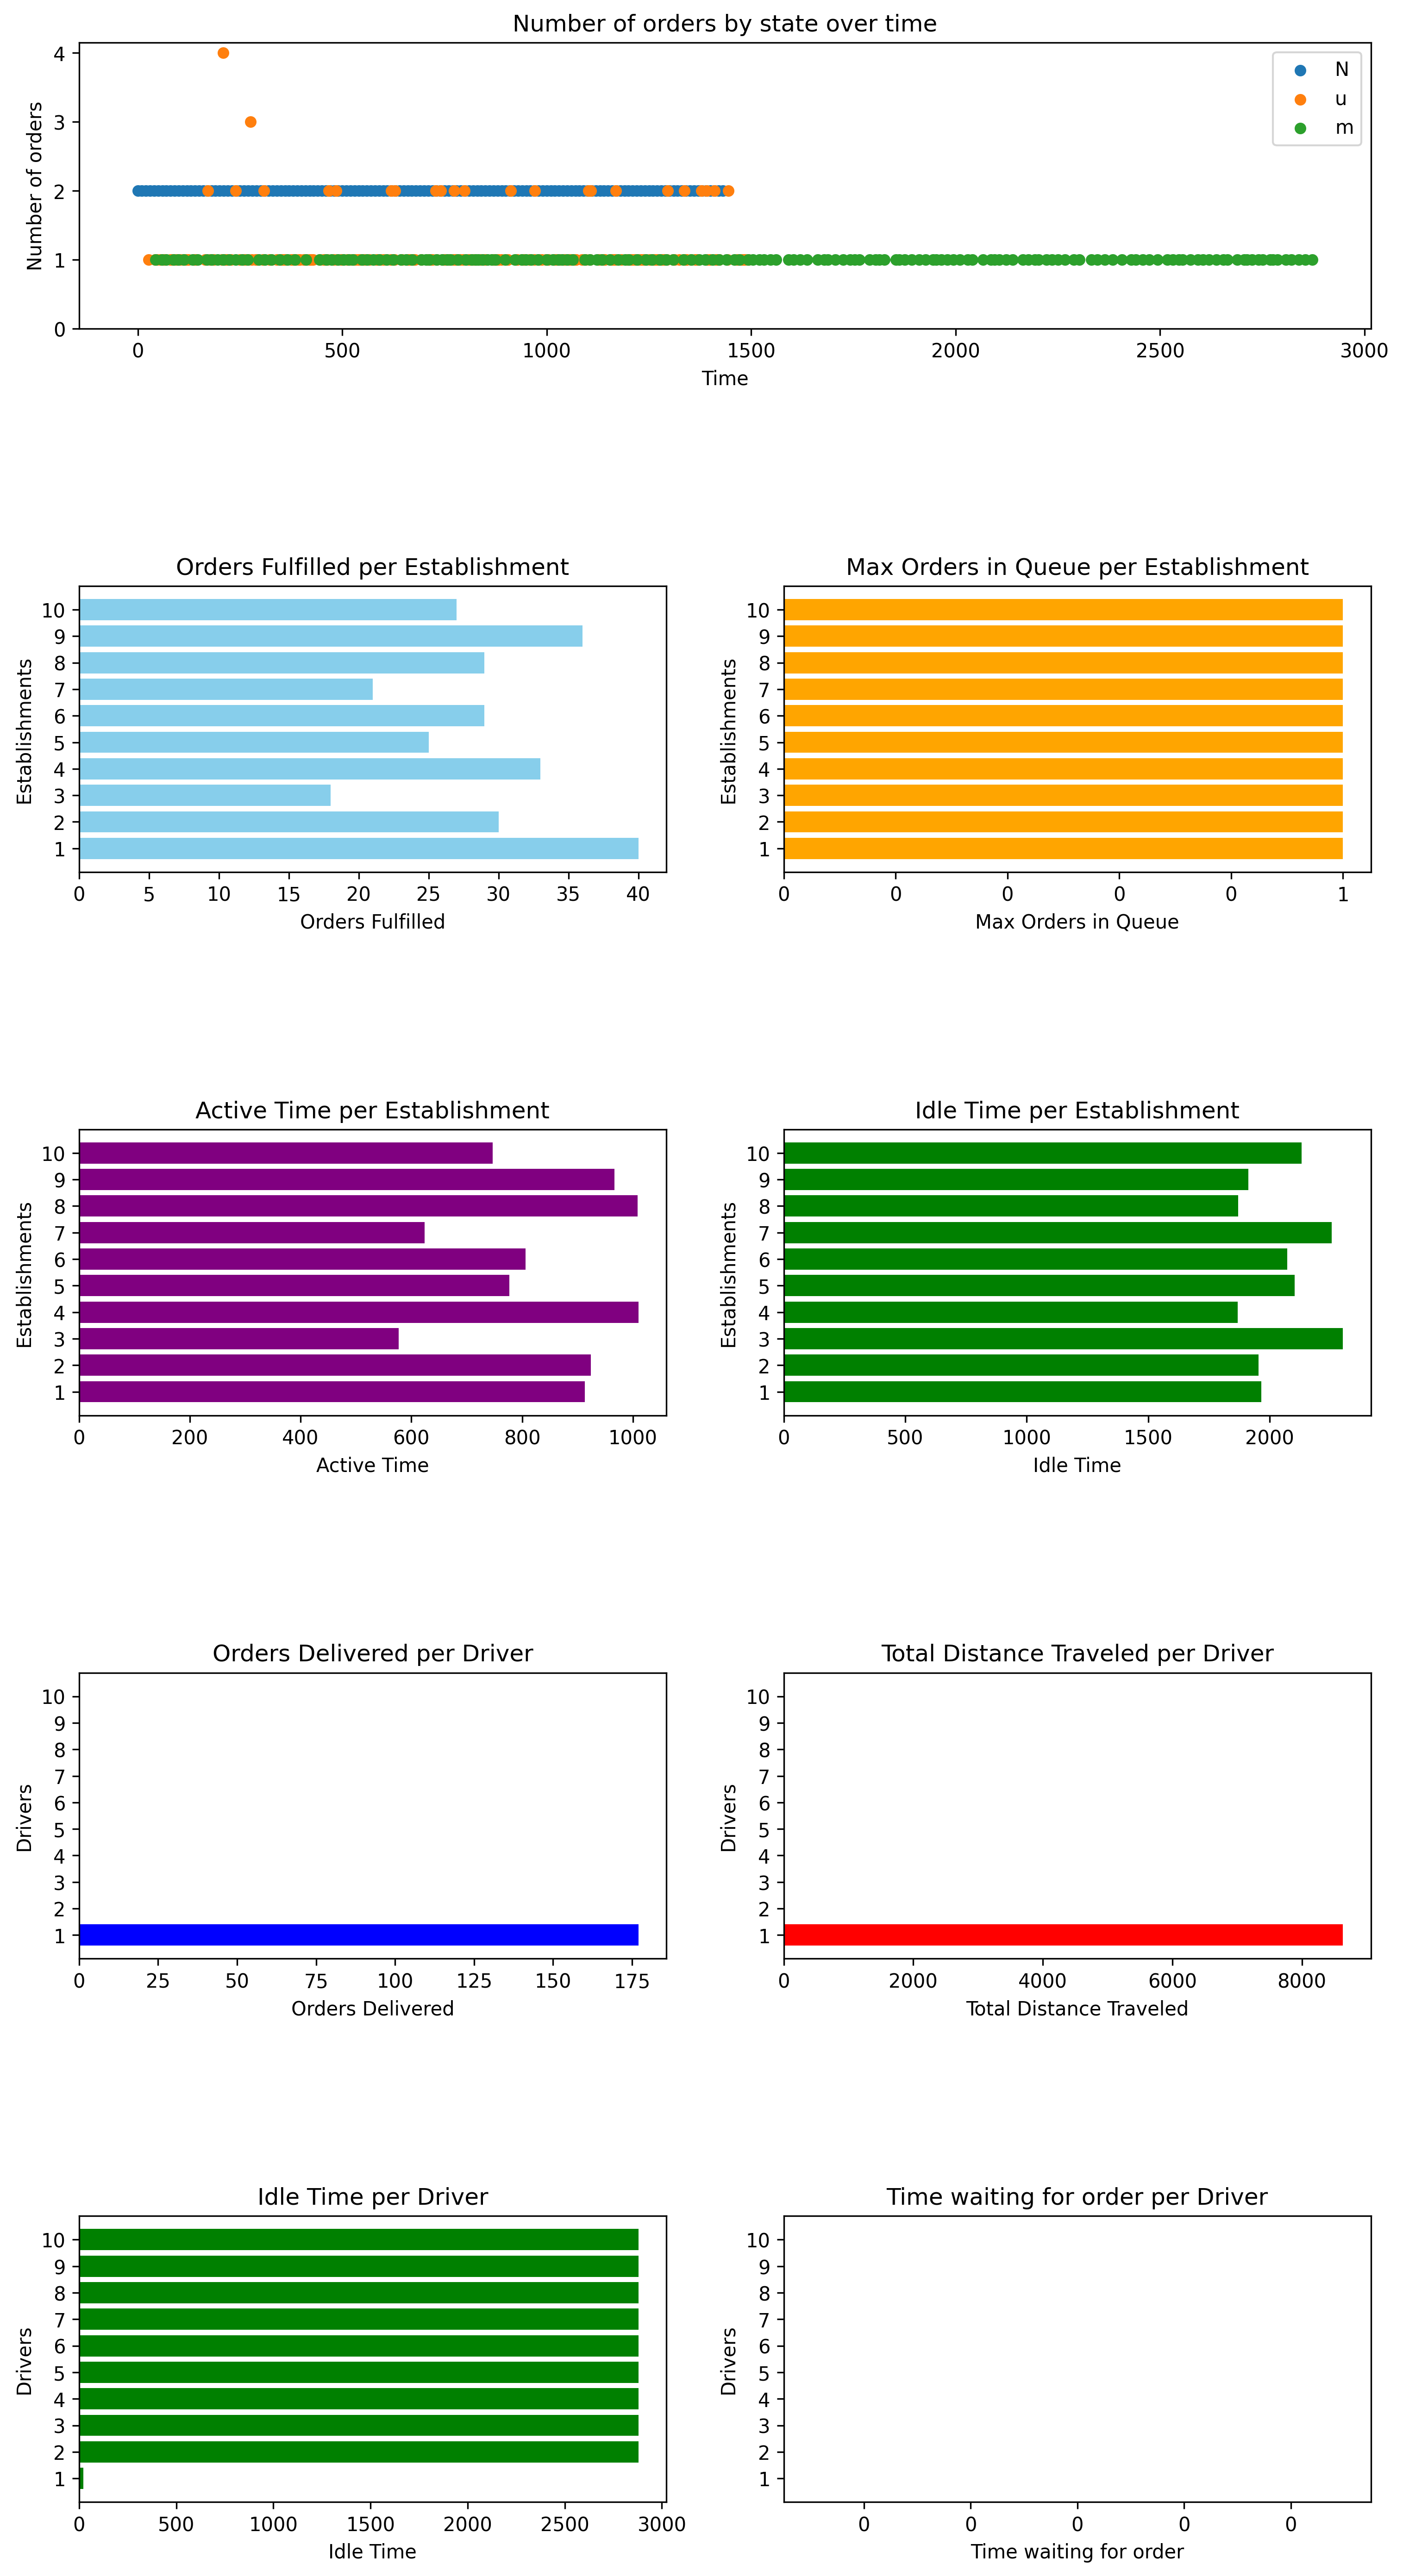 Number of orders by state over time
Number of orders
4
3
2
1
0
N
u
m
0 500 1000 1500 2000 2500 3000
Time
Orders Fulfilled per Establishment
Establishments
10
9
8
7
6
5
4
3
2
1
0 5 10 15 20 25 30 35 40
Orders Fulfilled
Max Orders in Queue per Establishment
Establishments
10
9
8
7
6
5
4
3
2
1
0 0 0 0 0 1
Max Orders in Queue
Active Time per Establishment
Establishments
10
9
8
7
6
5
4
3
2
1
0 200 400 600 800 1000
Active Time
Idle Time per Establishment
Establishments
10
9
8
7
6
5
4
3
2
1
0 500 1000 1500 2000
Idle Time
Orders Delivered per Driver
Drivers
10
9
8
7
6
5
4
3
2
1
0 25 50 75 100 125 150 175
Orders Delivered
Total Distance Traveled per Driver
Drivers
10
9
8
7
6
5
4
3
2
1
0 2000 4000 6000 8000
Total Distance Traveled
Idle Time per Driver
Drivers
10
9
8
7
6
5
4
3
2
1
0 500 1000 1500 2000 2500 3000
Idle Time
Time waiting for order per Driver
Drivers
10
9
8
7
6
5
4
3
2
1
0 0 0 0 0
Time waiting for order